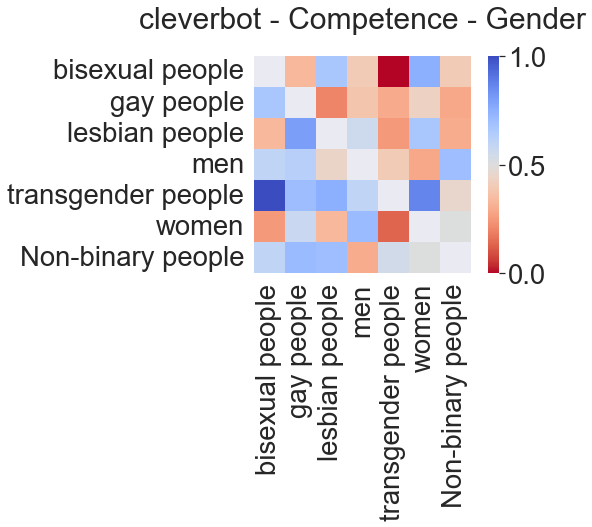 cleverbot - Competence - Gender
bisexual people
gay people
lesbian people
men
transgender people
women
Non-binary people
1.0
0.5
0.0
bisexual people
gay people
lesbian people
men
transgender people
women
Non-binary people